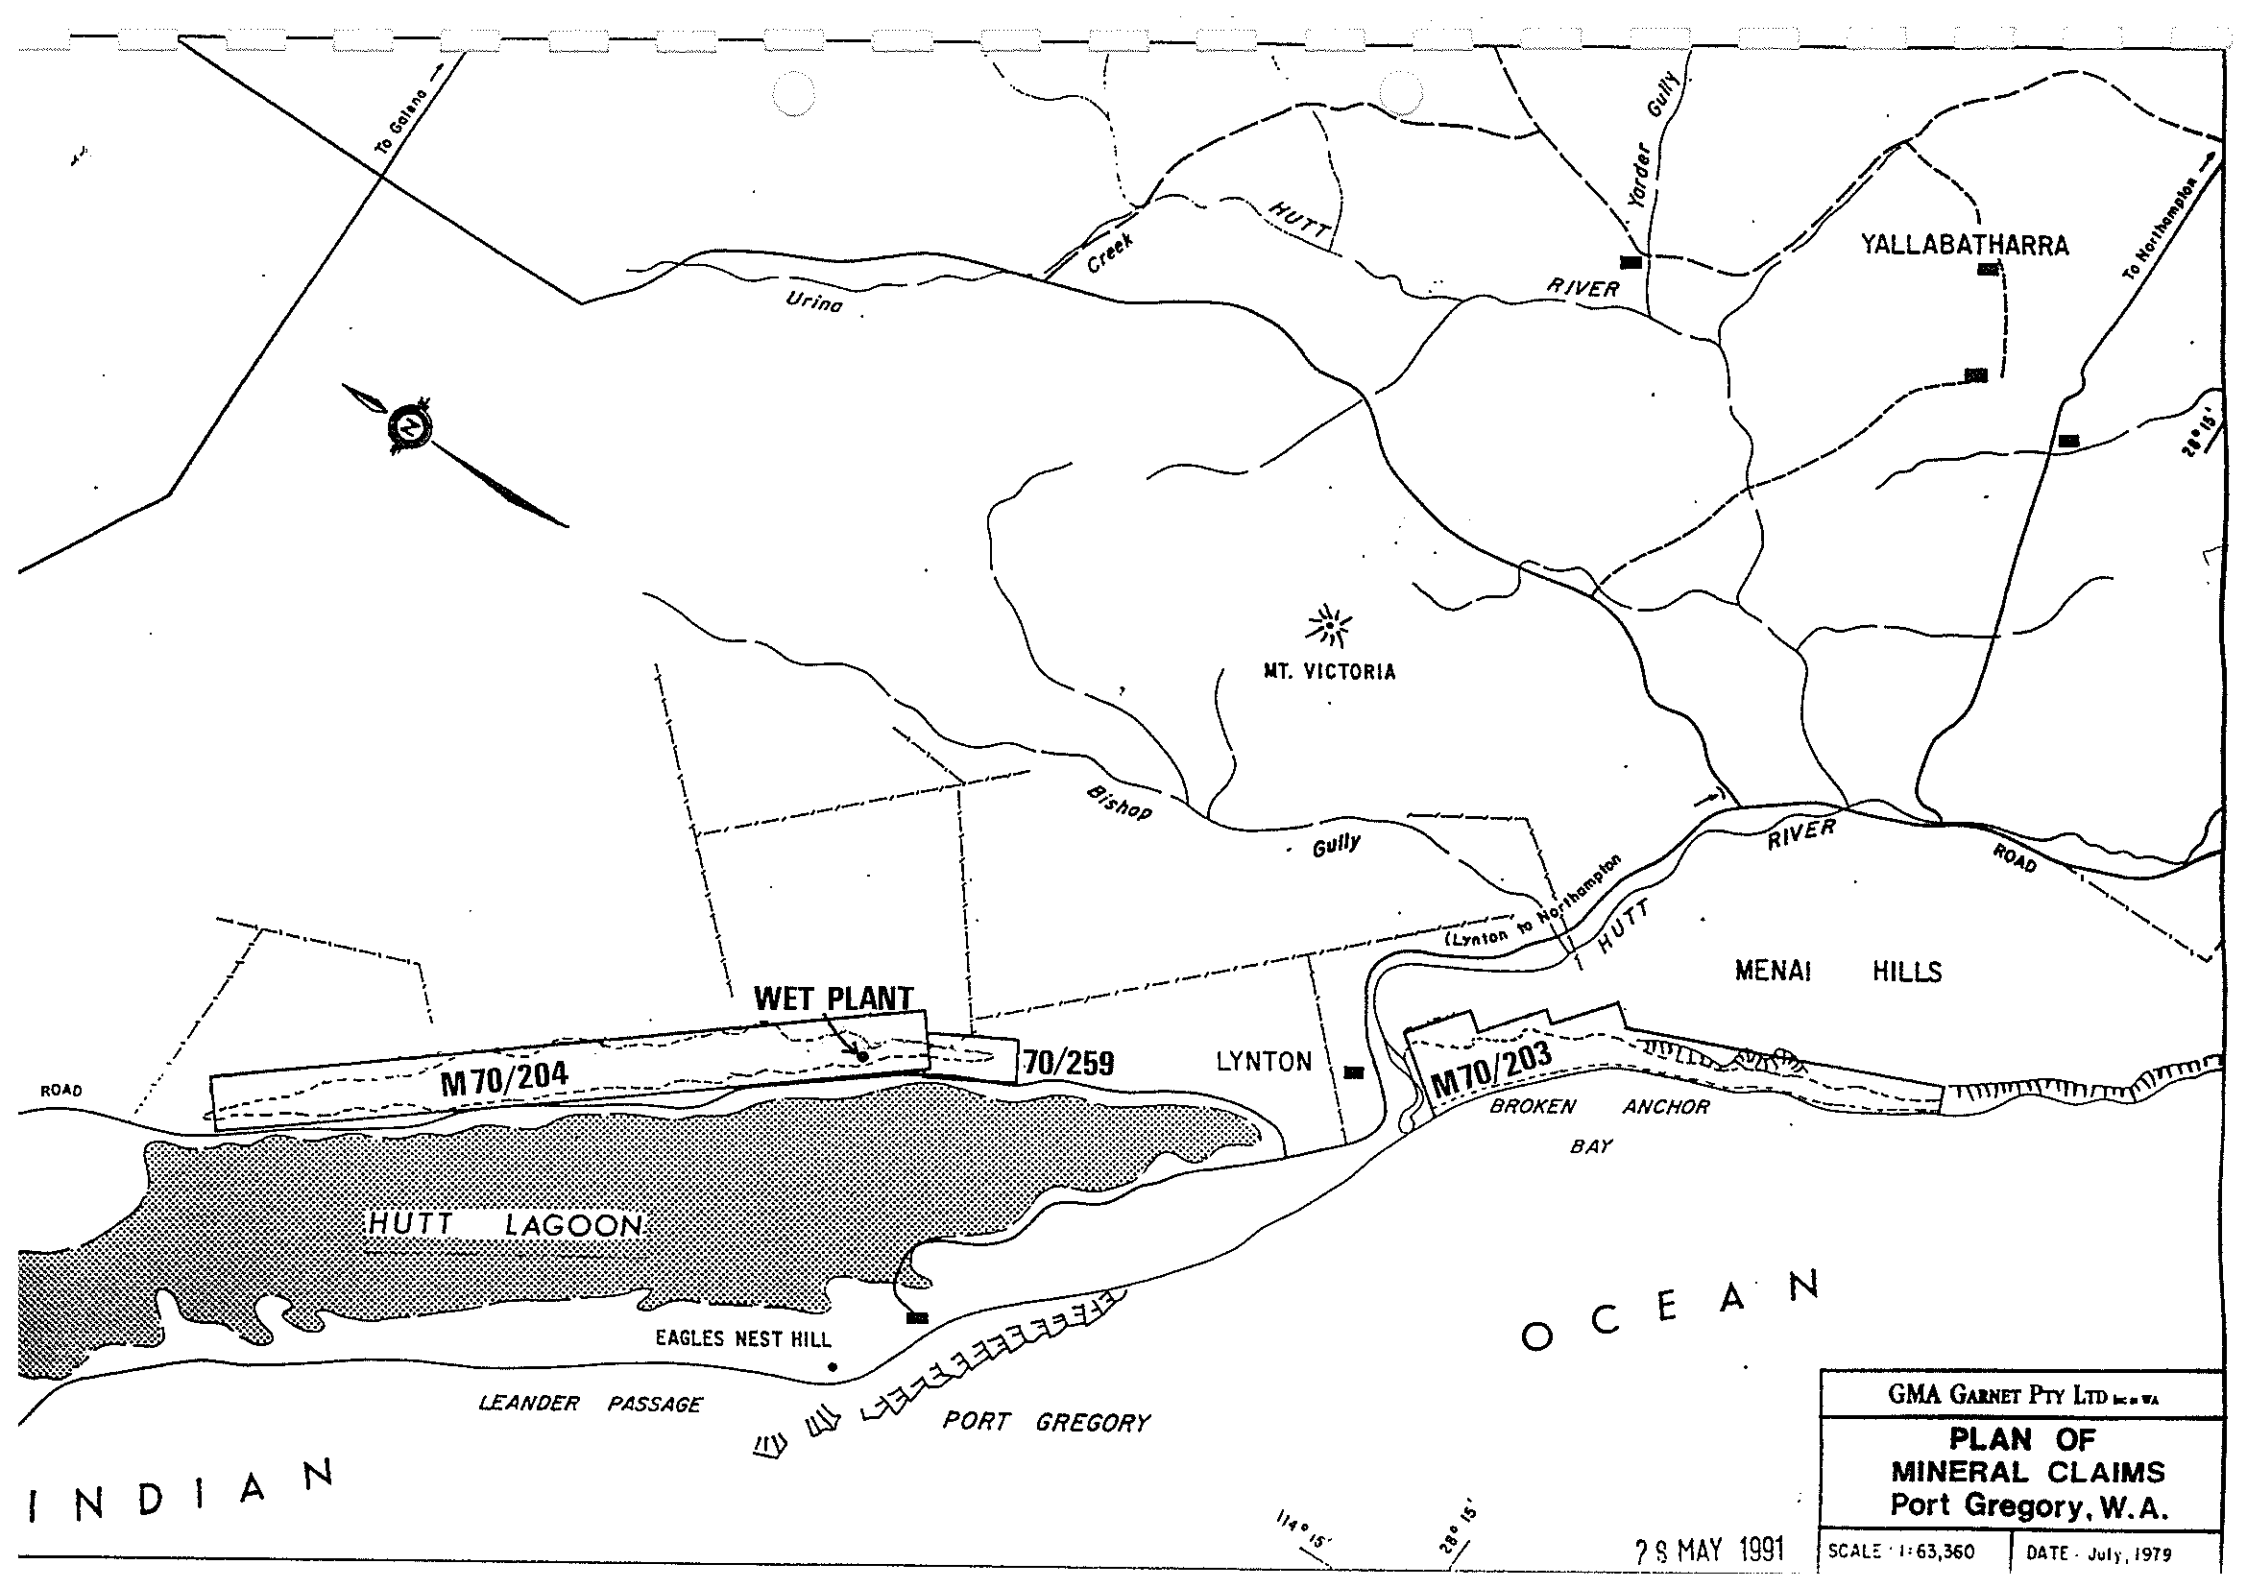 To Galena
Yarder Gully
HUTT
RIVER
Creek
Urina
YALLABATHARRA
To Northampton
28° 15'
N
MT. VICTORIA
Bishop
Gully
RIVER
ROAD
(Lynton to Northampton
HUTT
MENAI HILLS
WET PLANT
M70/204
70/259
LYNTON
M70/203
ROAD
BROKEN ANCHOR
BAY
HUTT LAGOON
EAGLES NEST HILL
LEANDER PASSAGE
PORT GREGORY
INDIAN
OCEAN
114° 15'
28° 15'
MAY 1991
GMA GARNET PTY LTD
PLAN OF
MINERAL CLAIMS
Port Gregory, W.A.
SCALE 1:63,360
DATE - July, 1979